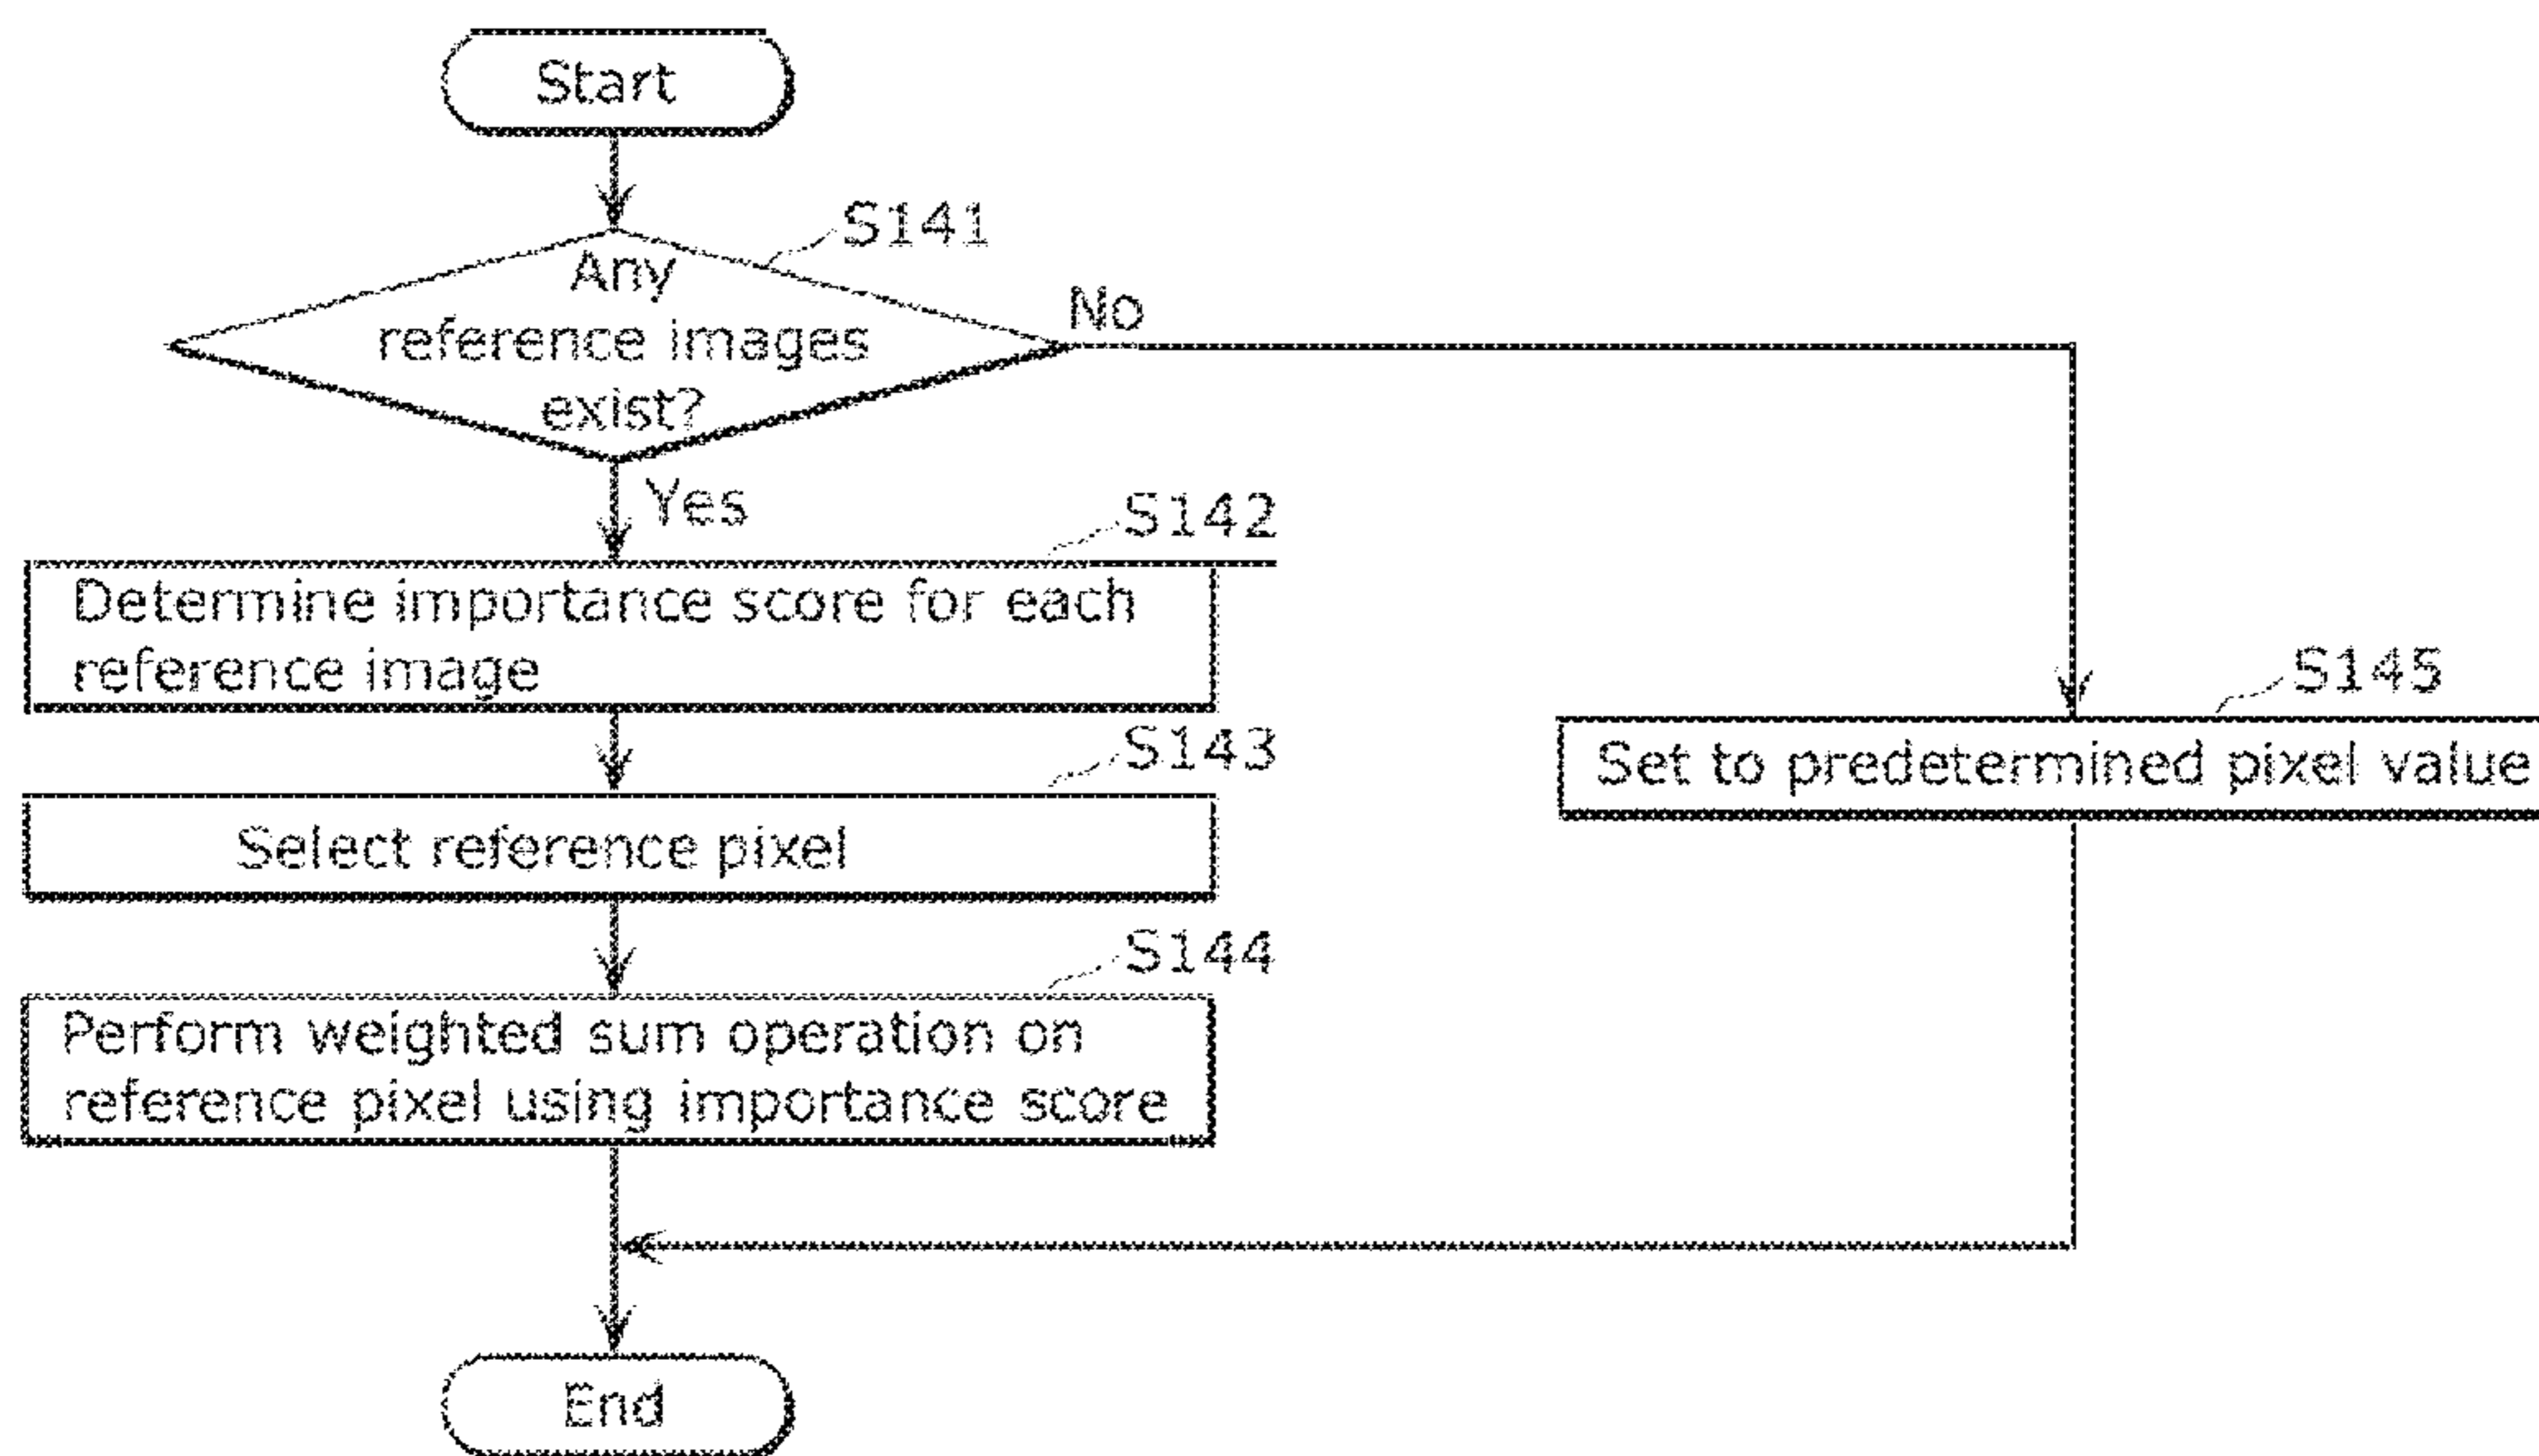 Start
S141
Any
reference images
exist?
No
Yes
S142
Determine importance score for each
reference image
S143
Select reference pixel
S144
Perform weighted sum operation on
reference pixel using importance score
S145
Set to predetermined pixel value
End